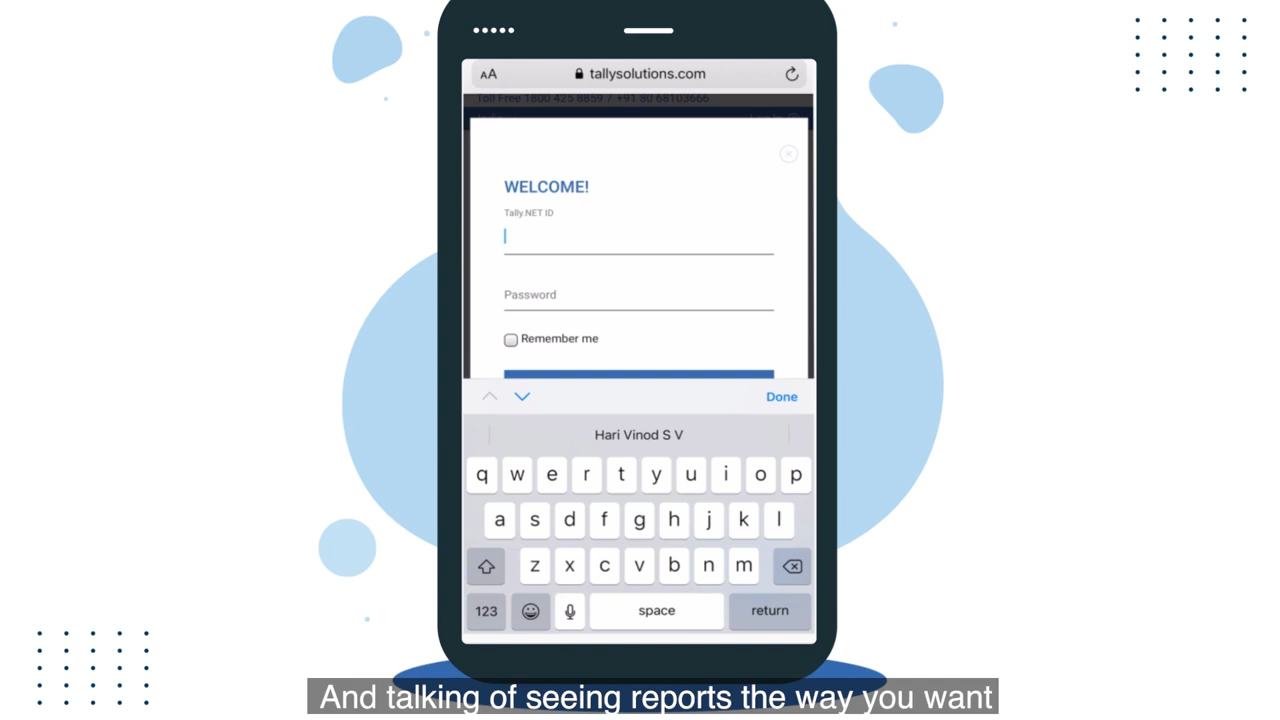 AA tallysolutions.com
Toll Free 1800 425 8859 / +91 80 68103666
WELCOME!
Tally.NET ID
Password
Remember me
Done
Hari Vinod S V
q w e r t y u i o p
a s d f g h j k l
z x c v b n m
123 space return
And talking of seeing reports the way you want